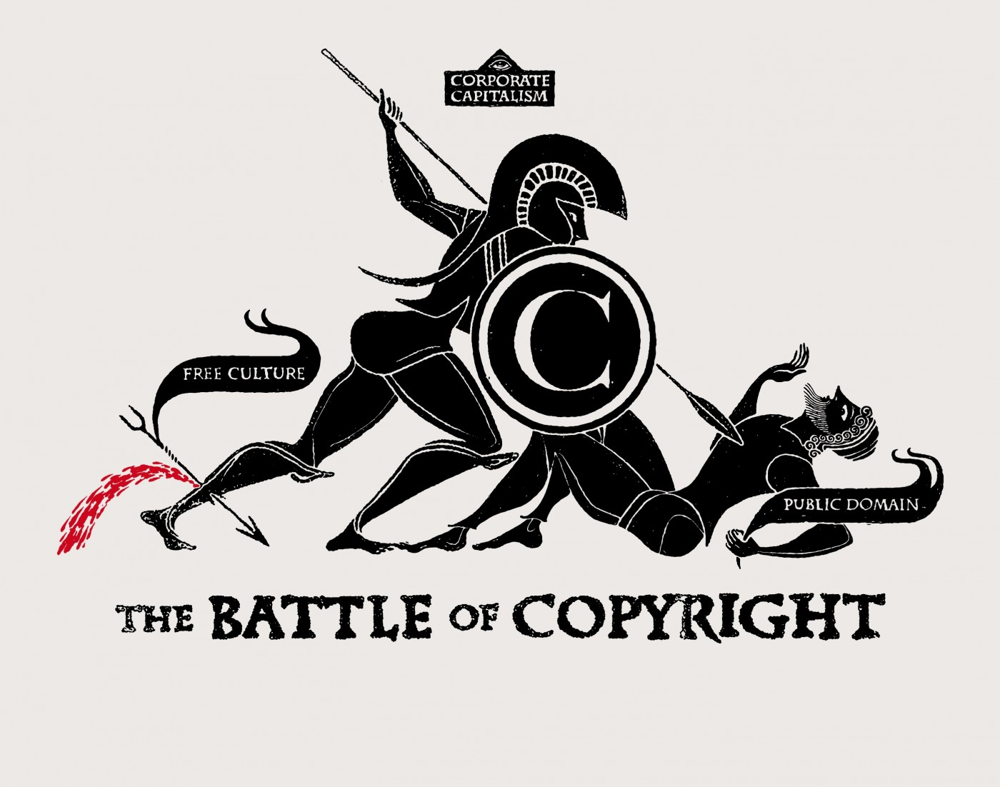 CORPORATE
CAPITALISM
C
FREE CULTURE
PUBLIC DOMAIN
THE BATTLE OF COPYRIGHT